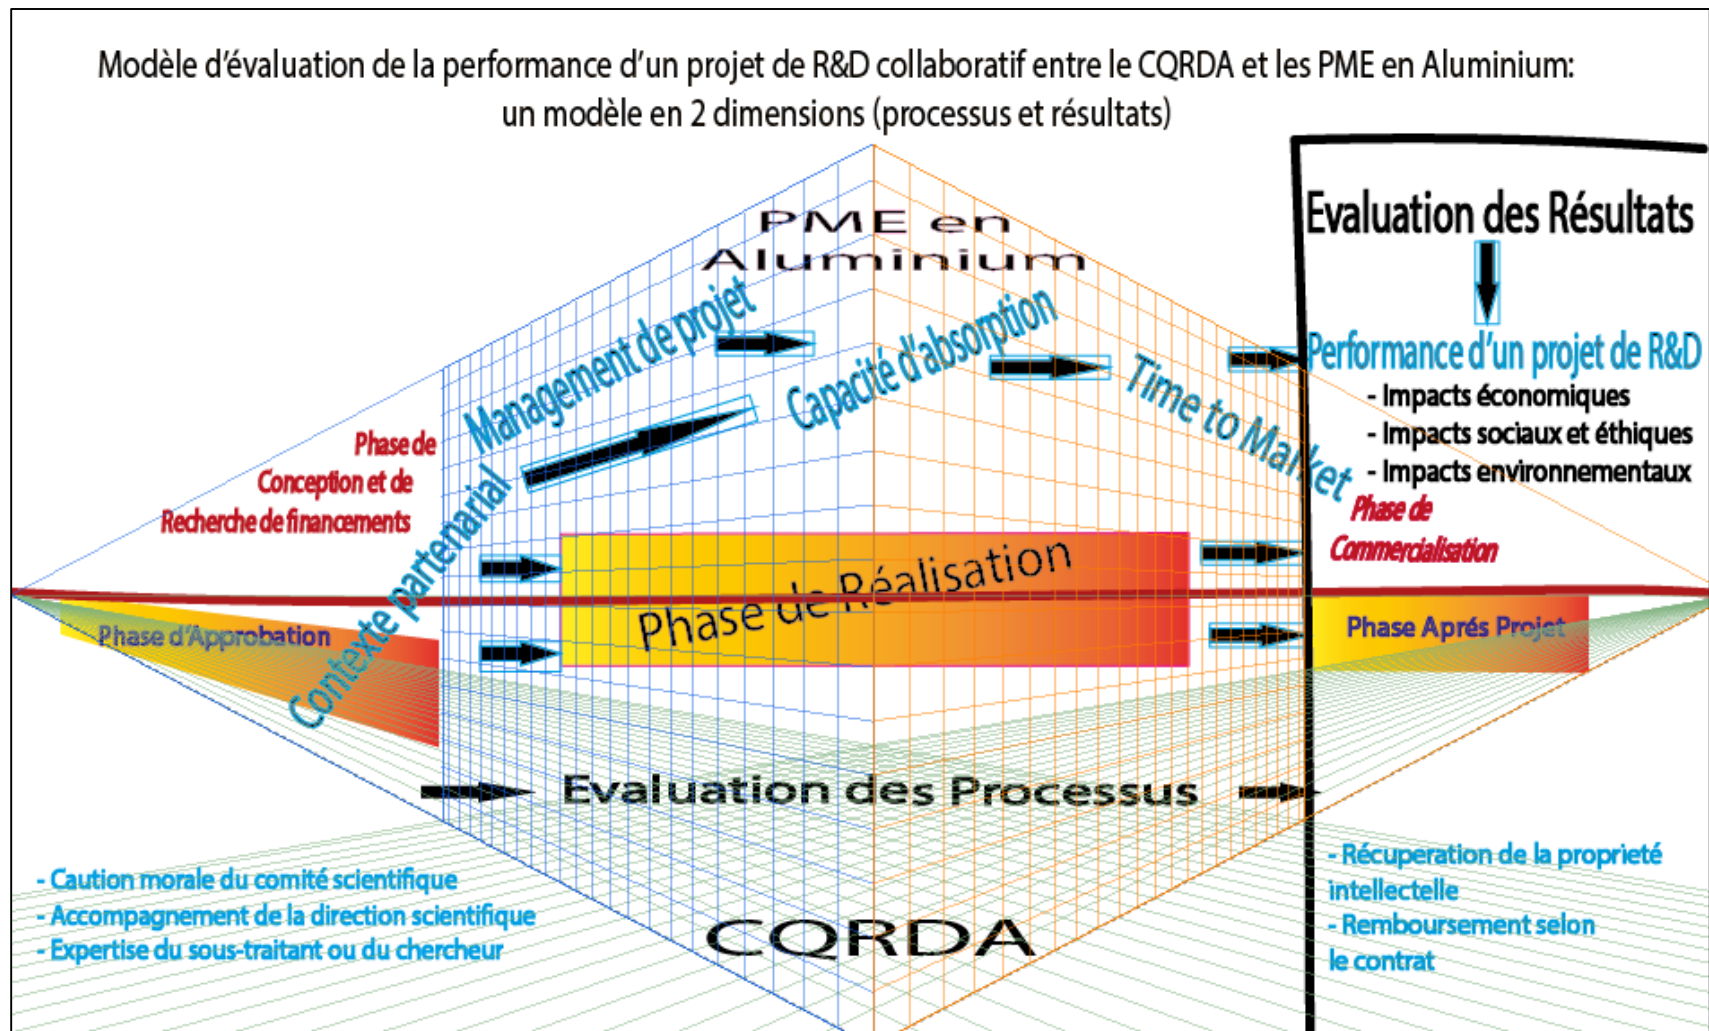 Modèle d'évaluation de la performance d'un projet de R&D collaboratif entre le CQRDA et les PME en Aluminium:
un modèle en 2 dimensions (processus et résultats)
PME en
Aluminium
Evaluation des Résultats
Management de projet
Capacité d'absorption
Time to Market
Performance d'un projet de R&D
- Impacts économiques
- Impacts sociaux et éthiques
- Impacts environnementaux
Phase de
Conception et de
Recherche de financements
Contexte partenarial
Phase de
Commercialisation
Phase de Réalisation
Phase d'Approbation
Phase Aprés Projet
Evaluation des Processus
- Caution morale du comité scientifique
- Accompagnement de la direction scientifique
- Expertise du sous-traitant ou du chercheur
CQRDA
- Récuperation de la proprieté
intellectelle
- Remboursement selon
le contrat